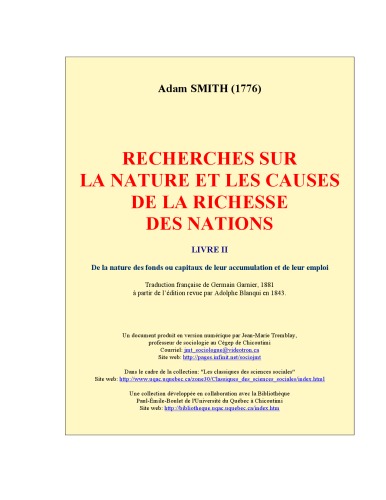 Adam SMITH (1776)
RECHERCHES SUR
LA NATURE ET LES CAUSES
DE LA RICHESSE
DES NATIONS
LIVRE II
De la nature des fonds ou capitaux de leur accumulation et de leur emploi
Traduction française de Germain Garnier, 1881
à partir de l'édition revue par Adolphe Blanqui en 1843.
Un document produit en version numérique par Jean-Marie Tremblay,
professeur de sociologie au Cégep de Chicoutimi
Courriel: jmt_sociologue@videotron.ca
Site web: http://pages.infinit.net/sociojmt
Dans le cadre de la collection: "Les classiques des sciences sociales"
Site web: http://www.uqac.uquebec.ca/zone30/Classiques_des_sciences_sociales/index.html
Une collection développée en collaboration avec la Bibliothèque
Paul-Émile-Boulet de l'Université du Québec à Chicoutimi
Site web: http://bibliotheque.uqac.uquebec.ca/index.htm